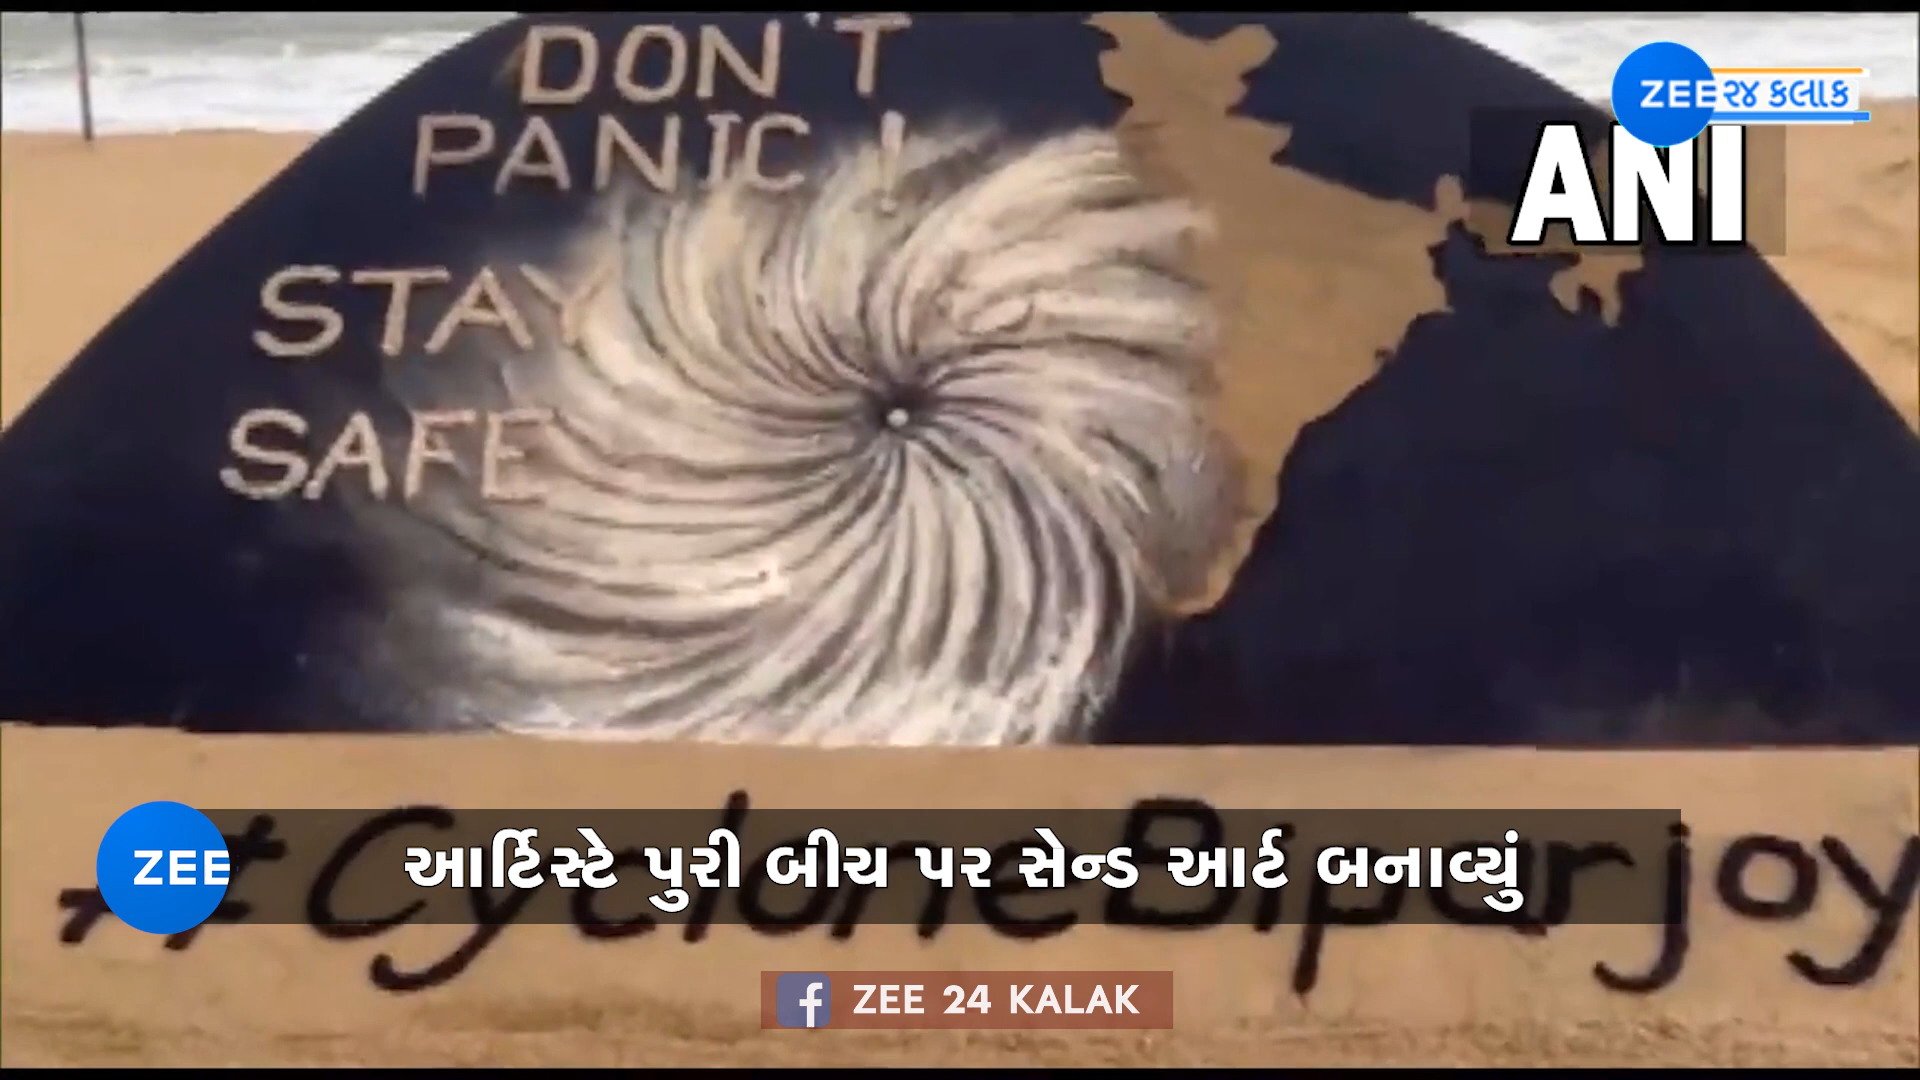 DON'T
PANIC !
STAY
SAFE
ZEE ૨૪ કલાક
ANI
#CycloneBiparjoy
ZEE
આર્ટિસ્ટે પુરી બીચ પર સેન્ડ આર્ટ બનાવ્યું
f ZEE 24 KALAK